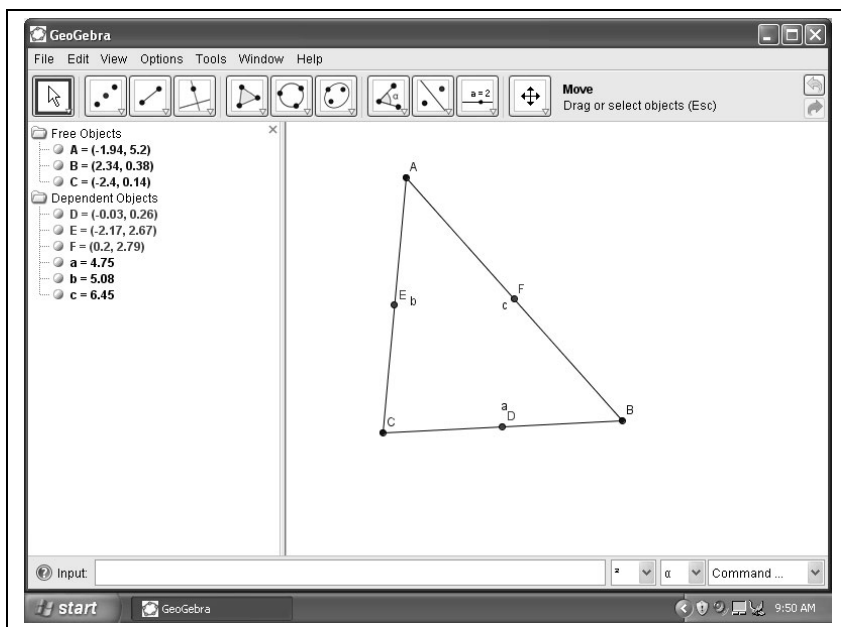 GeoGebra
File Edit View Options Tools Window Help
a = 2
Move
Drag or select objects (Esc)
Free Objects
A = (-1.94, 5.2)
B = (2.34, 0.38)
C = (-2.4, 0.14)
Dependent Objects
D = (-0.03, 0.26)
E = (-2.17, 2.67)
F = (0.2, 2.79)
a = 4.75
b = 5.08
c = 6.45
A
F
E b
c
a
D
B
C
Input:
² α Command ...
start GeoGebra 9:50 AM